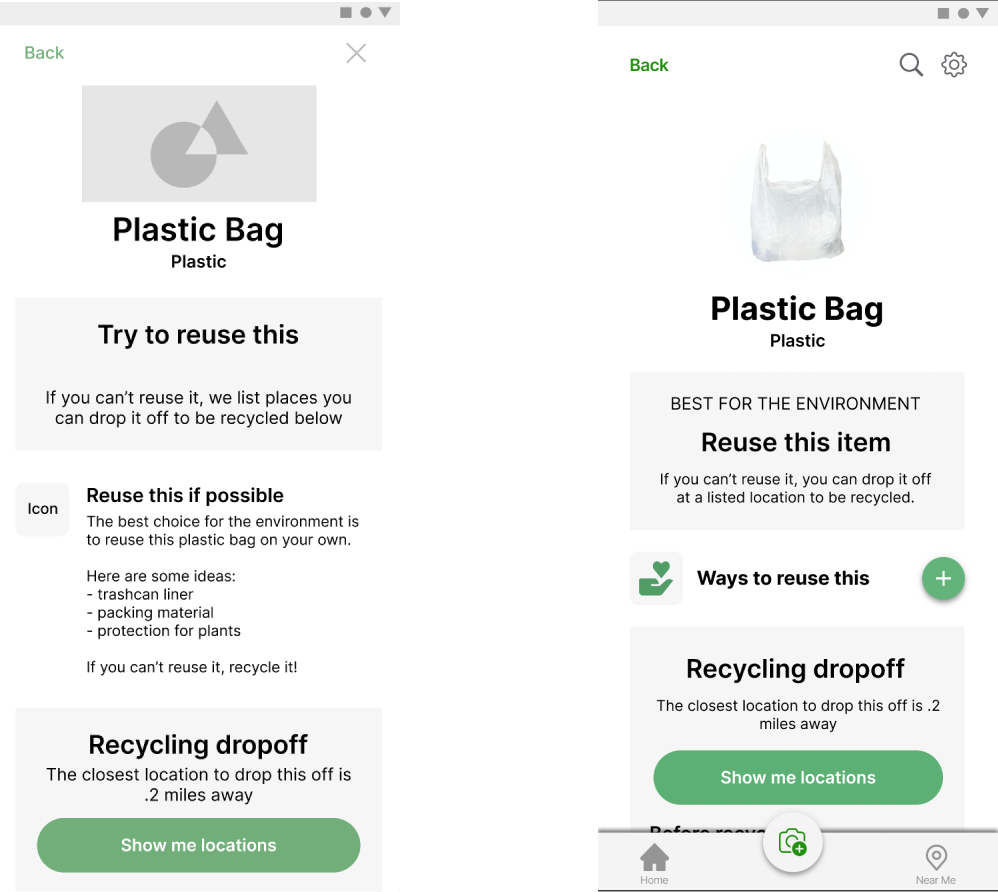 Back
Plastic Bag
Plastic
Try to reuse this
If you can’t reuse it, we list places you
can drop it off to be recycled below
Icon
Reuse this if possible
The best choice for the environment is
to reuse this plastic bag on your own.
Here are some ideas:
- trashcan liner
- packing material
- protection for plants
If you can’t reuse it, recycle it!
Recycling dropoff
The closest location to drop this off is
.2 miles away
Show me locations
Back
Plastic Bag
Plastic
BEST FOR THE ENVIRONMENT
Reuse this item
If you can’t reuse it, you can drop it off
at a listed location to be recycled.
Ways to reuse this
Recycling dropoff
The closest location to drop this off is .2
miles away
Show me locations
Before
Home
Near Me